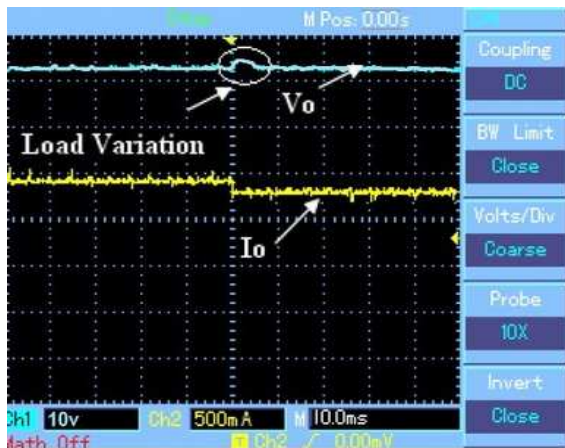 M Pos: 0.00s
Coupling
DC
Vo
BW Limit
Close
Load Variation
Volts/Div
Coarse
Io
Probe
10X
Invert
Close
Ch1 10v Ch2 500mA M 10.0ms
Math Off Ch2 0.00mV